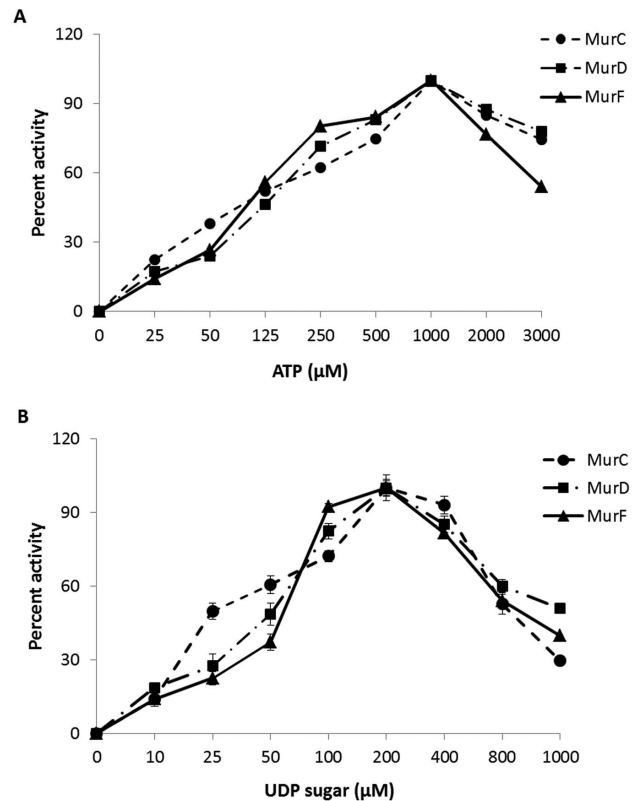 A
120
90
60
30
0
Percent activity
0 25 50 125 250 500 1000 2000 3000
ATP (µM)
MurC
MurD
MurF
B
120
90
60
30
0
Percent activity
0 10 25 50 100 200 400 800 1000
UDP sugar (µM)
MurC
MurD
MurF